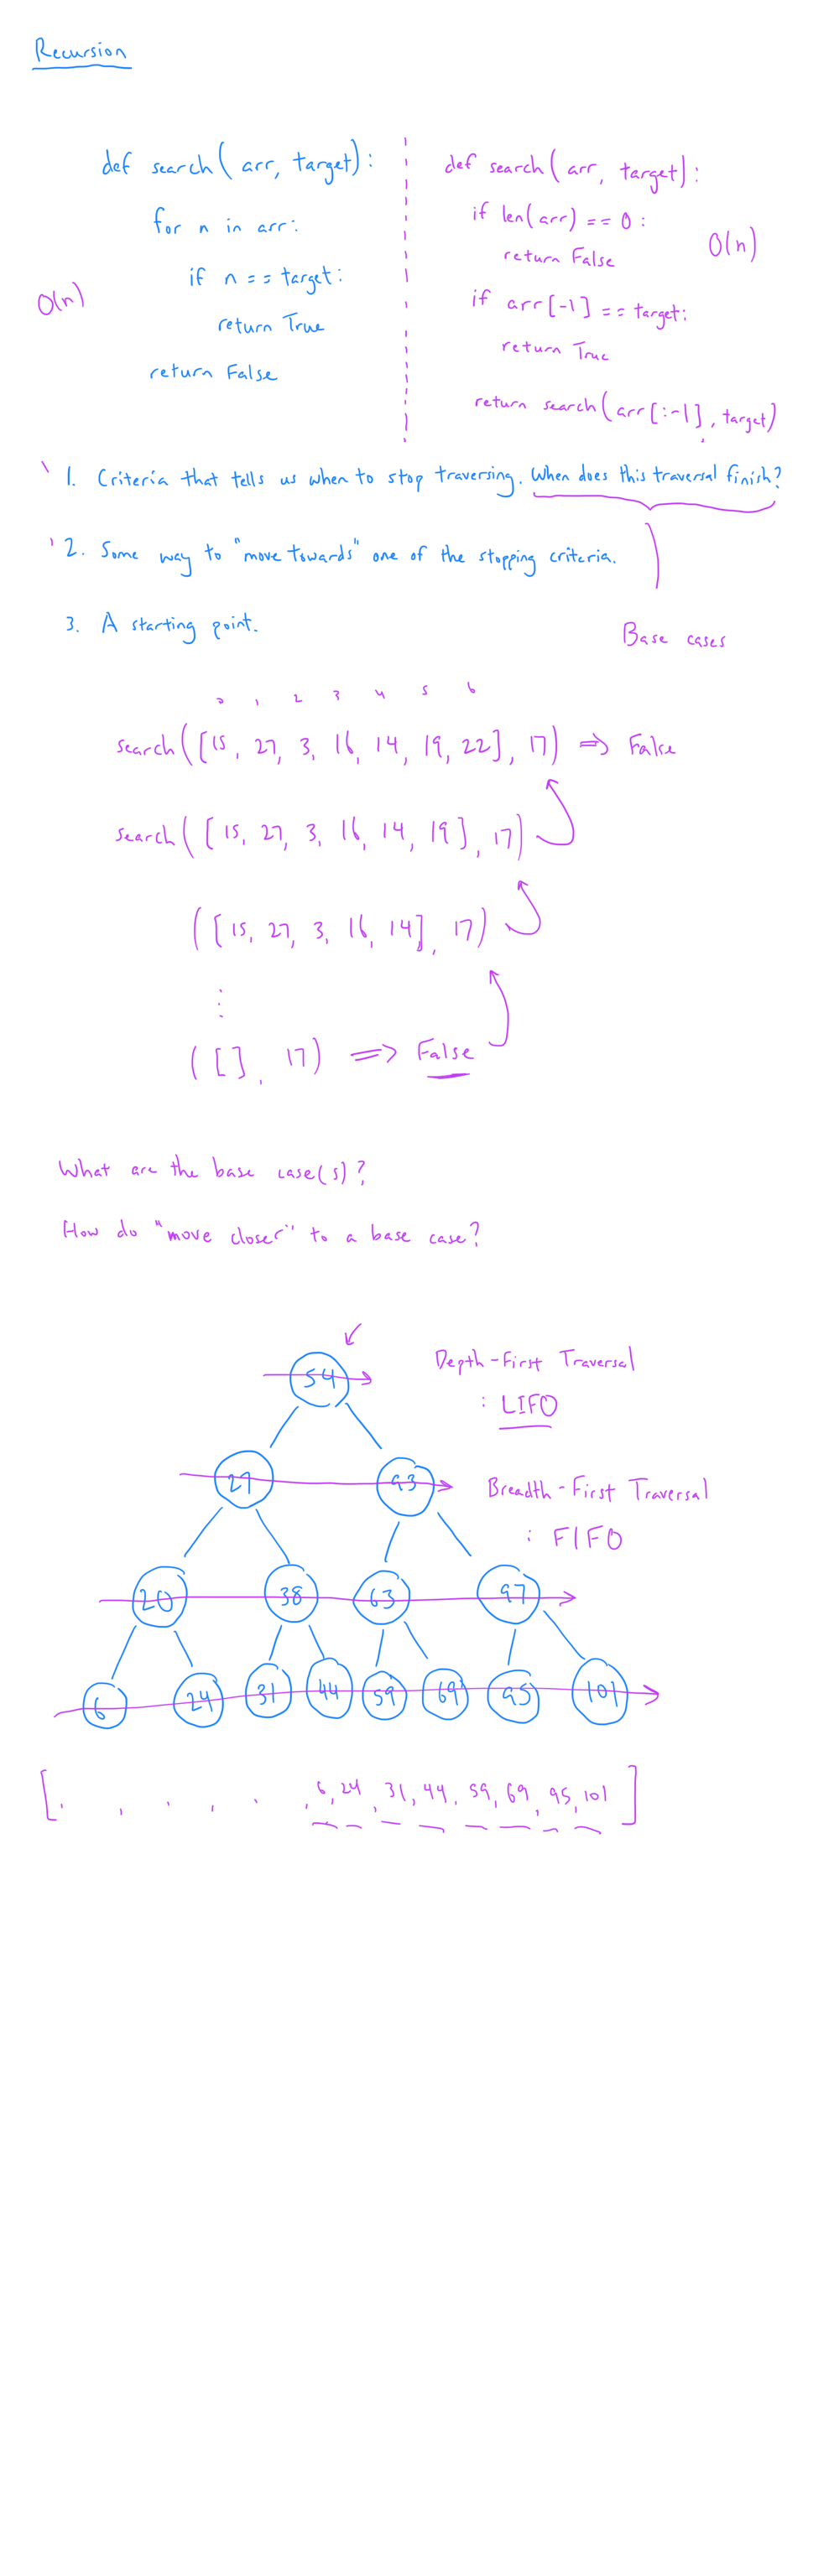 Recursion
def search(arr, target):
for n in arr:
if n == target:
return True
return False
O(n)
def search(arr, target):
if len(arr) == 0:
return False
if arr[-1] == target:
return True
return search(arr[:-1], target)
O(n)
1. Criteria that tells us when to stop traversing. When does this traversal finish?
2. Some way to "move towards" one of the stopping criteria.
3. A starting point.
Base cases
0 1 2 3 4 5 6
search([15, 27, 3, 16, 14, 19, 22], 17) => False
search([15, 27, 3, 16, 14, 19], 17)
([15, 27, 3, 16, 14], 17)
⋮
([], 17) => False
What are the base case(s)?
How do "move closer" to a base case?
Depth-First Traversal
: LIFO
Breadth-First Traversal
: FIFO
54
29 93
20 38 63 97
6 24 31 44 59 69 95 101
[, , , , , , 6, 24, 31, 44, 59, 69, 95, 101]